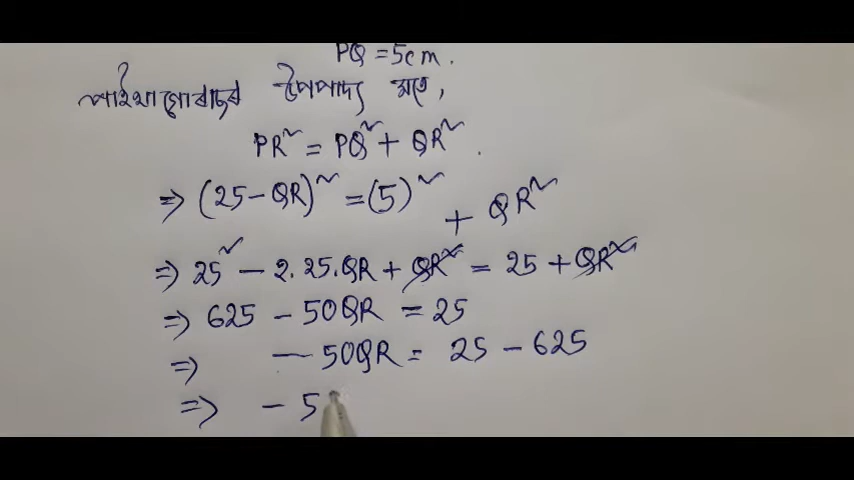 PQ = 5cm.
পাইথাগোৰাছৰ উপপাদ্য মতে,
PR² = PQ² + QR².
⇒ (25 - QR)² = (5)² + QR²
⇒ 25² - 2.25.QR + QR² = 25 + QR²
⇒ 625 - 50QR = 25
⇒ - 50QR = 25 - 625
⇒ - 5